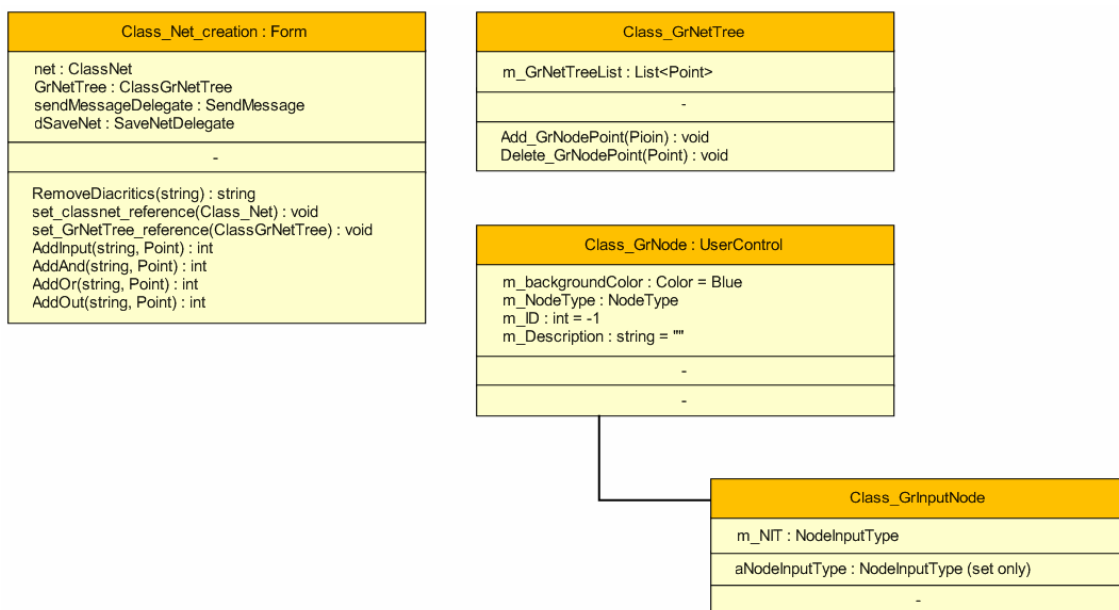 Class_Net_creation : Form
net : ClassNet
GrNetTree : ClassGrNetTree
sendMessageDelegate : SendMessage
dSaveNet : SaveNetDelegate
-
RemoveDiacritics(string) : string
set_classnet_reference(Class_Net) : void
set_GrNetTree_reference(ClassGrNetTree) : void
AddInput(string, Point) : int
AddAnd(string, Point) : int
AddOr(string, Point) : int
AddOut(string, Point) : int
Class_GrNetTree
m_GrNetTreeList : List<Point>
-
Add_GrNodePoint(Pioin) : void
Delete_GrNodePoint(Point) : void
Class_GrNode : UserControl
m_backgroundColor : Color = Blue
m_NodeType : NodeType
m_ID : int = -1
m_Description : string = ""
-
-
Class_GrInputNode
m_NIT : NodeInputType
aNodeInputType : NodeInputType (set only)
-